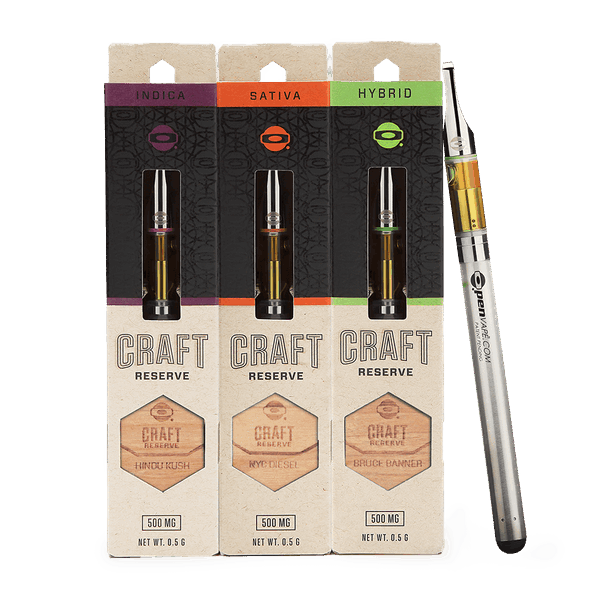 INDICA
CRAFT
RESERVE
CRAFT
RESERVE
HINDU KUSH
500 MG
NET WT. 0.5 G
SATIVA
CRAFT
RESERVE
CRAFT
RESERVE
NYC DIESEL
500 MG
NET WT. 0.5 G
HYBRID
CRAFT
RESERVE
CRAFT
RESERVE
BRUCE BANNER
500 MG
NET WT. 0.5 G
O.penVAPE.COM